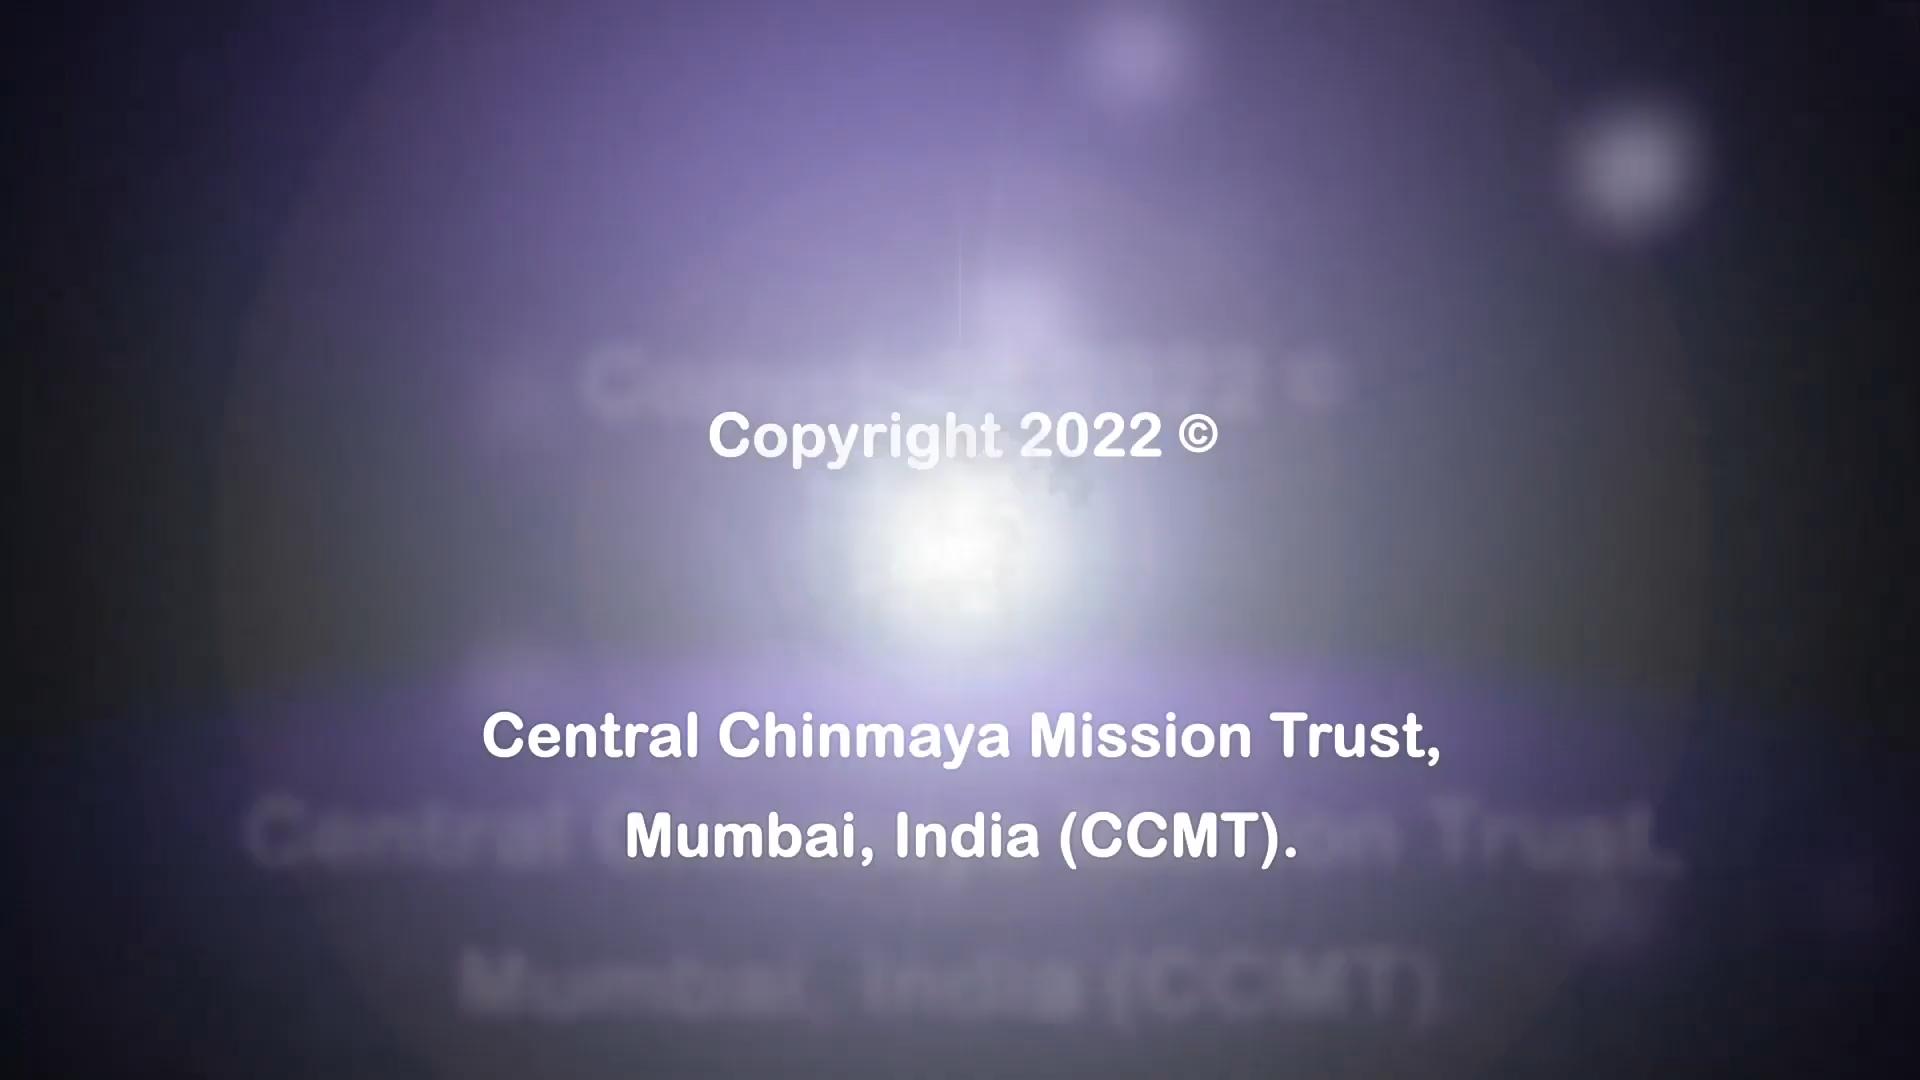 Copyright 2022 ©
Central Chinmaya Mission Trust,
Mumbai, India (CCMT).